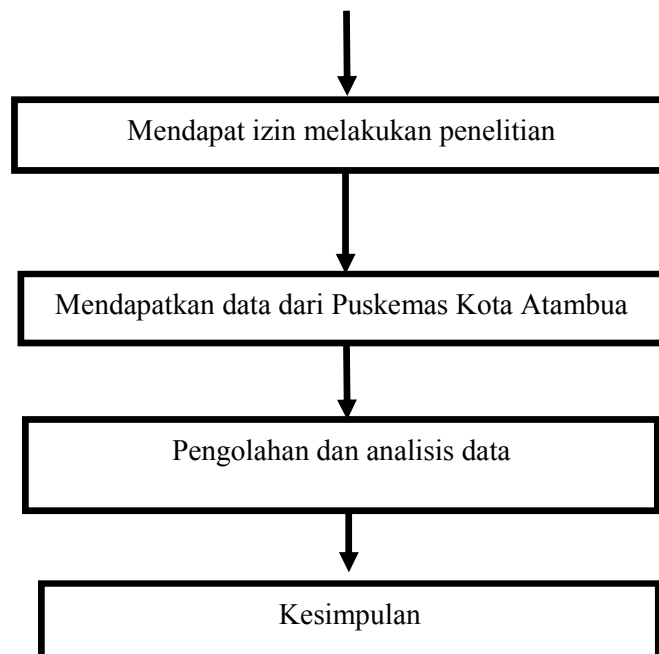 Mendapat izin melakukan penelitian
Mendapatkan data dari Puskemas Kota Atambua
Pengolahan dan analisis data
Kesimpulan